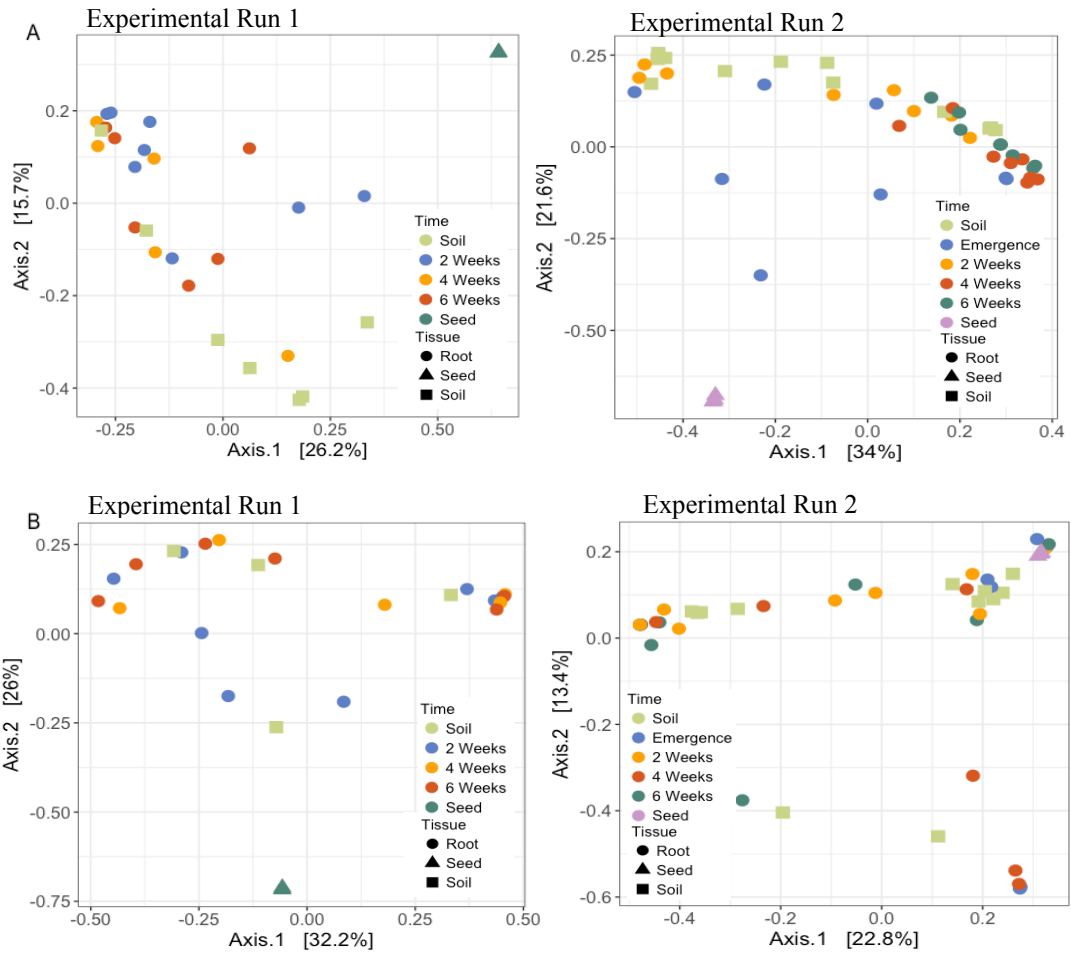 A
Experimental Run 1
0.2
0.0
-0.2
-0.4
Axis.2 [15.7%]
-0.25
0.00
0.25
0.50
Axis.1 [26.2%]
Time
Soil
2 Weeks
4 Weeks
6 Weeks
Seed
Tissue
Root
Seed
Soil
Experimental Run 2
0.25
0.00
-0.25
-0.50
Axis.2 [21.6%]
-0.4
-0.2
0.0
0.2
0.4
Axis.1 [34%]
Time
Soil
Emergence
2 Weeks
4 Weeks
6 Weeks
Seed
Tissue
Root
Seed
Soil
B
Experimental Run 1
0.25
0.00
-0.25
-0.50
-0.75
Axis.2 [26%]
-0.50
-0.25
0.00
0.25
0.50
Axis.1 [32.2%]
Time
Soil
2 Weeks
4 Weeks
6 Weeks
Seed
Tissue
Root
Seed
Soil
Experimental Run 2
0.2
0.0
-0.2
-0.4
-0.6
Axis.2 [13.4%]
-0.4
-0.2
0.0
0.2
Axis.1 [22.8%]
Time
Soil
Emergence
2 Weeks
4 Weeks
6 Weeks
Seed
Tissue
Root
Seed
Soil